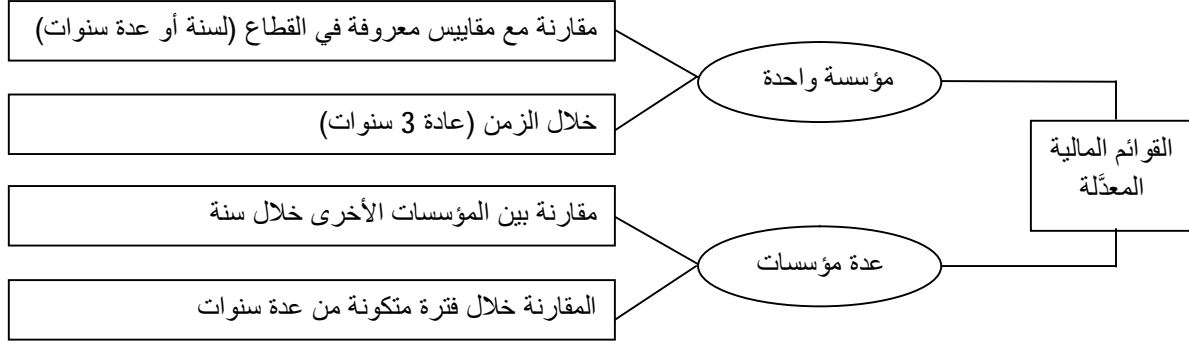 مقارنة مع مقاييس معروفة في القطاع (لسنة أو عدة سنوات)
مؤسسة واحدة
خلال الزمن (عادة 3 سنوات)
القوائم المالية
المعدَّلة
مقارنة بين المؤسسات الأخرى خلال سنة
عدة مؤسسات
المقارنة خلال فترة متكونة من عدة سنوات